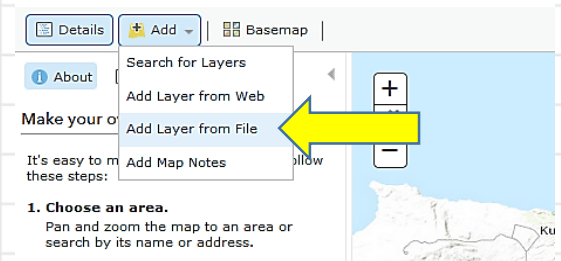 Details Add Basemap
About
Search for Layers
Add Layer from Web
Add Layer from File
Add Map Notes
Make your o
It's easy to m ollow
these steps:
1. Choose an area.
Pan and zoom the map to an area or
search by its name or address.
+
−
Ku